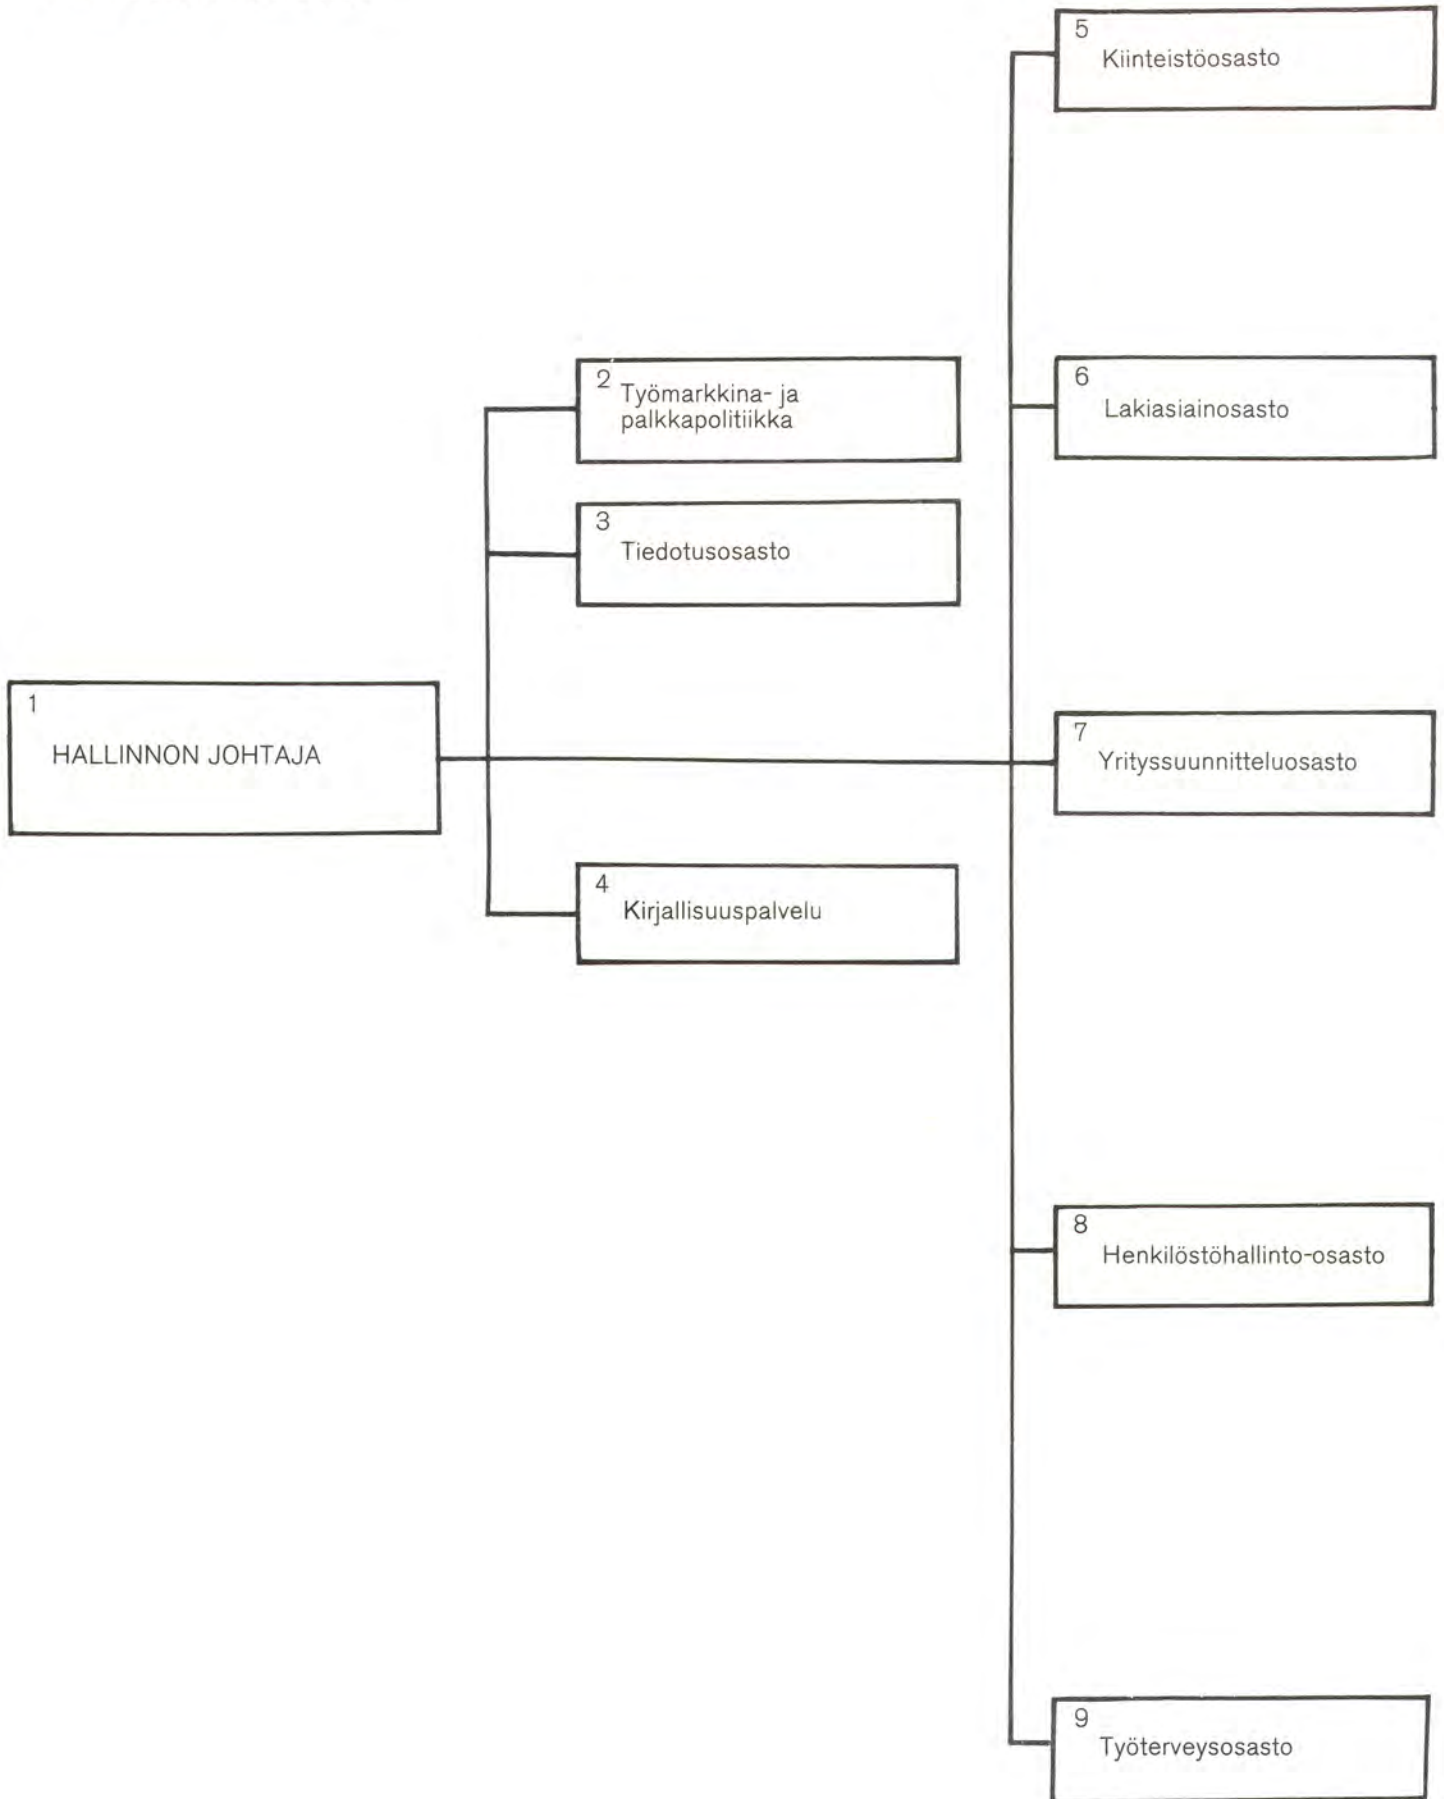 1
HALLINNON JOHTAJA
2
Työmarkkina- ja
palkkapolitiikka
3
Tiedotusosasto
4
Kirjallisuuspalvelu
5
Kiinteistöosasto
6
Lakiasiainosasto
7
Yrityssuunnitteluosasto
8
Henkilöstöhallinto-osasto
9
Työterveysosasto